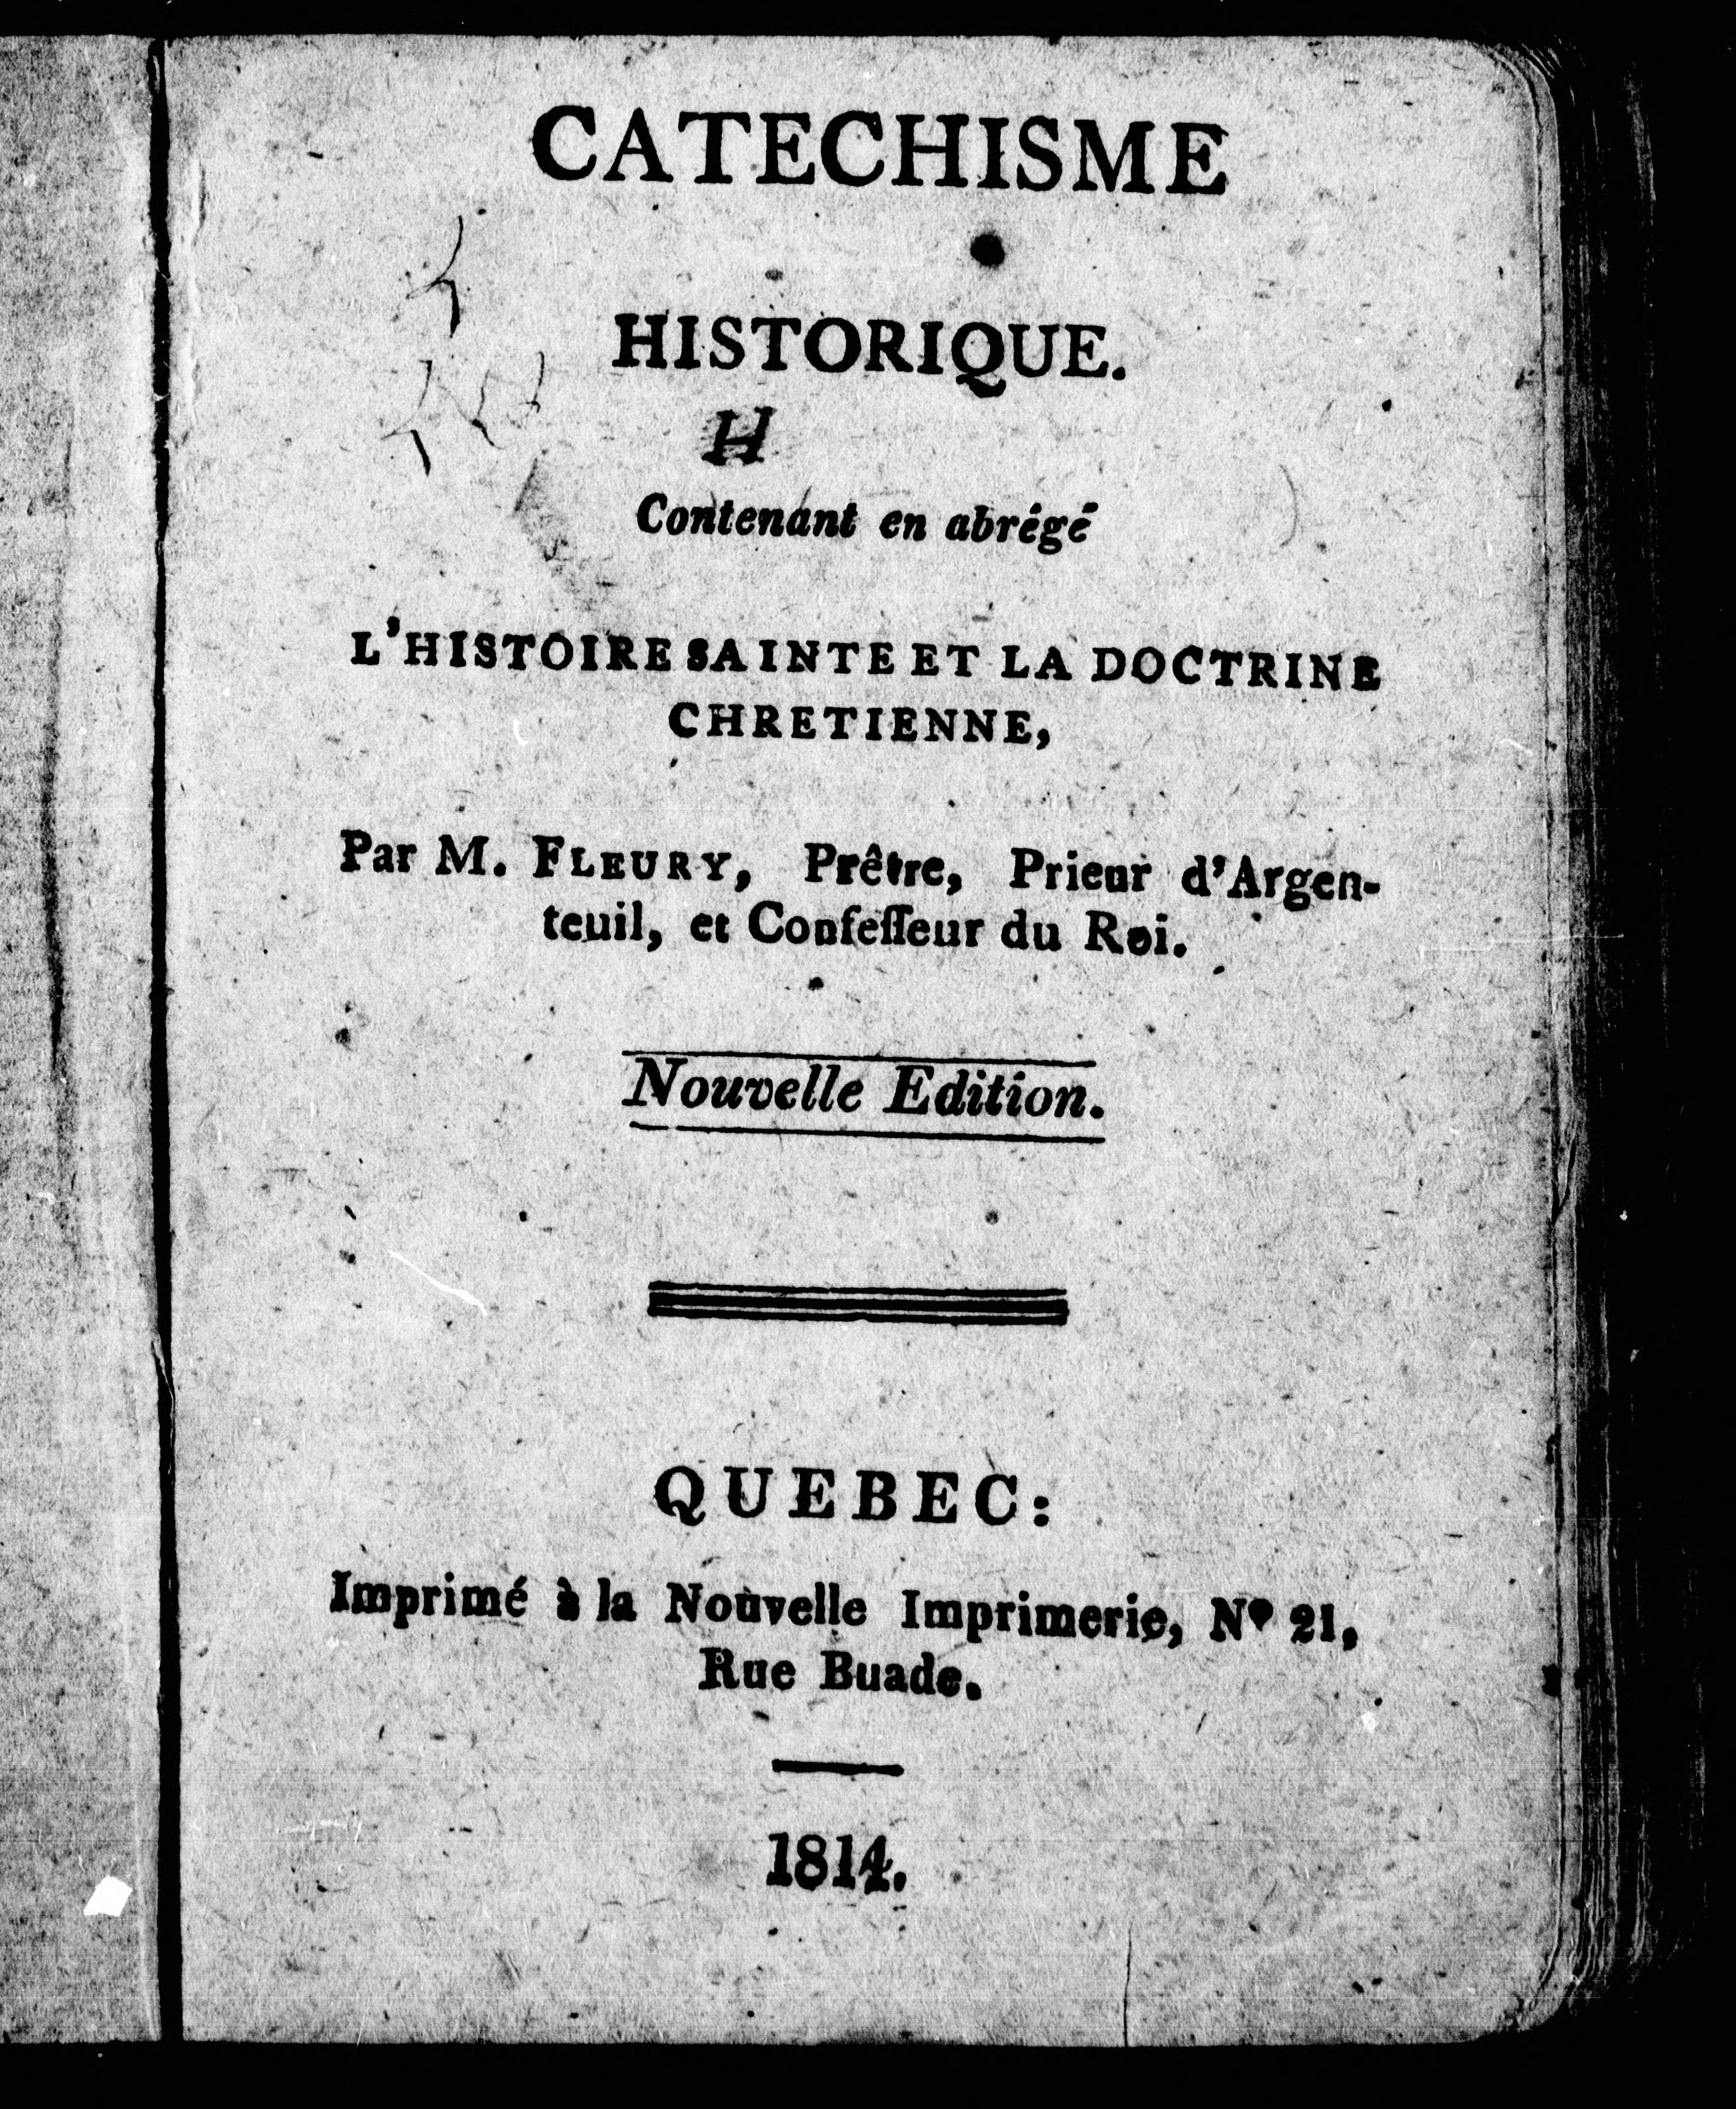 CATECHISME
HISTORIQUE.
H
Contenant en abrégé
L'HISTOIRE SAINTE ET LA DOCTRINE
CHRETIENNE,
Par M. FLEURY, Prêtre, Prieur d'Argen-
teuil, et Confeſſeur du Roi.
Nouvelle Edition.
QUEBEC:
Imprimé à la Nouvelle Imprimerie, Nº 21,
Rue Buade.
1814.